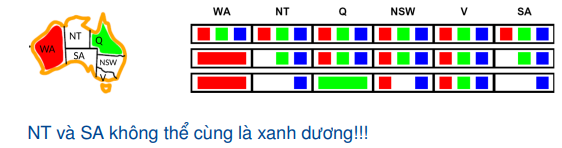 WA NT Q NSW V SA
NT
WA
Q
SA
NSW
V
NT và SA không thể cùng là xanh dương!!!